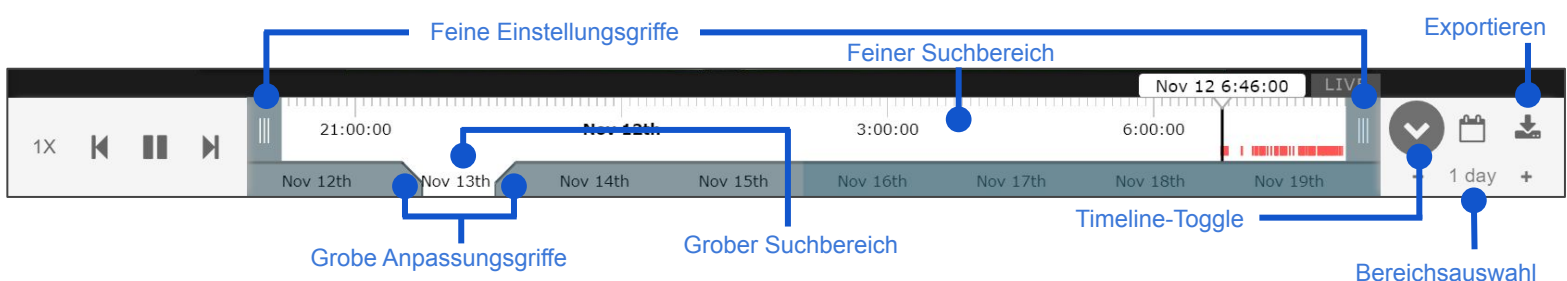 Exportieren
Feine Einstellungsgriffe
Feiner Suchbereich
Nov 12 6:46:00 LIVE
1X 21:00:00 Nov 12th 3:00:00 6:00:00
Nov 12th Nov 13th Nov 14th Nov 15th Nov 16th Nov 17th Nov 18th Nov 19th - 1 day +
Timeline-Toggle
Grober Suchbereich
Grobe Anpassungsgriffe
Bereichsauswahl